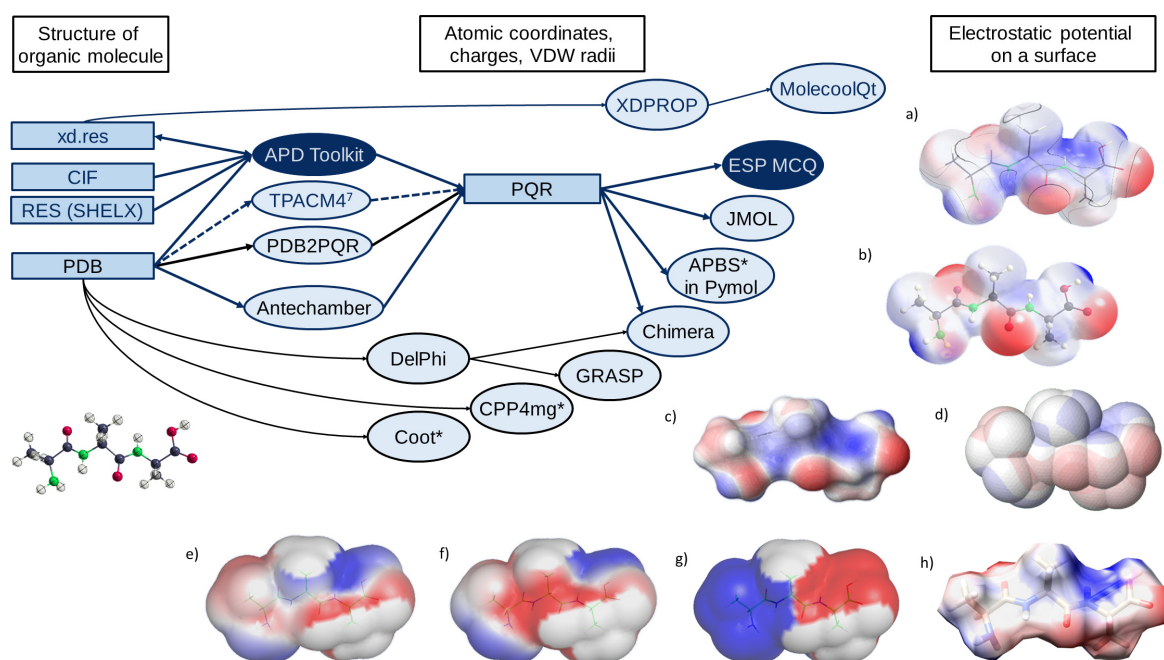 Structure of
organic molecule
Atomic coordinates,
charges, VDW radii
Electrostatic potential
on a surface
XDPROP
MolecoolQt
a)
xd.res
APD Toolkit
ESP MCQ
CIF
PQR
TPACM4⁷
RES (SHELX)
JMOL
PDB2PQR
b)
PDB
APBS*
in Pymol
Antechamber
Chimera
DelPhi
GRASP
CPP4mg*
c)
d)
Coot*
e)
f)
g)
h)